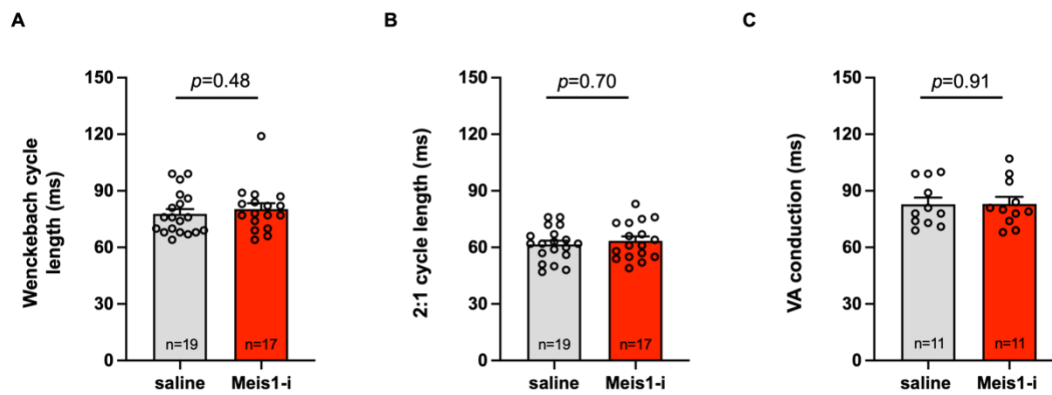 A
B
C
p=0.48
p=0.70
p=0.91
Wenckebach cycle
length (ms)
150
120
90
60
30
0
n=19
n=17
saline
Meis1-i
2:1 cycle length (ms)
150
120
90
60
30
0
n=19
n=17
saline
Meis1-i
VA conduction (ms)
150
120
90
60
30
0
n=11
n=11
saline
Meis1-i